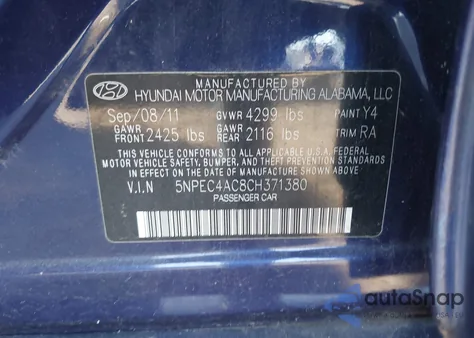 MANUFACTURED BY
HYUNDAI MOTOR MANUFACTURING ALABAMA, LLC
Sep/08/11 GVWR 4299 lbs PAINT Y4
GAWR FRONT 2425 lbs GAWR REAR 2116 lbs TRIM RA
THIS VEHICLE CONFORMS TO ALL APPLICABLE U.S.A FEDERAL
MOTOR VEHICLE SAFETY, BUMPER, AND THEFT PREVENTION
STANDARDS IN EFFECT ON THE DATE OF MANUFACTURE SHOWN ABOVE.
V.I.N 5NPEC4AC8CH371380
PASSENGER CAR
autoSnap